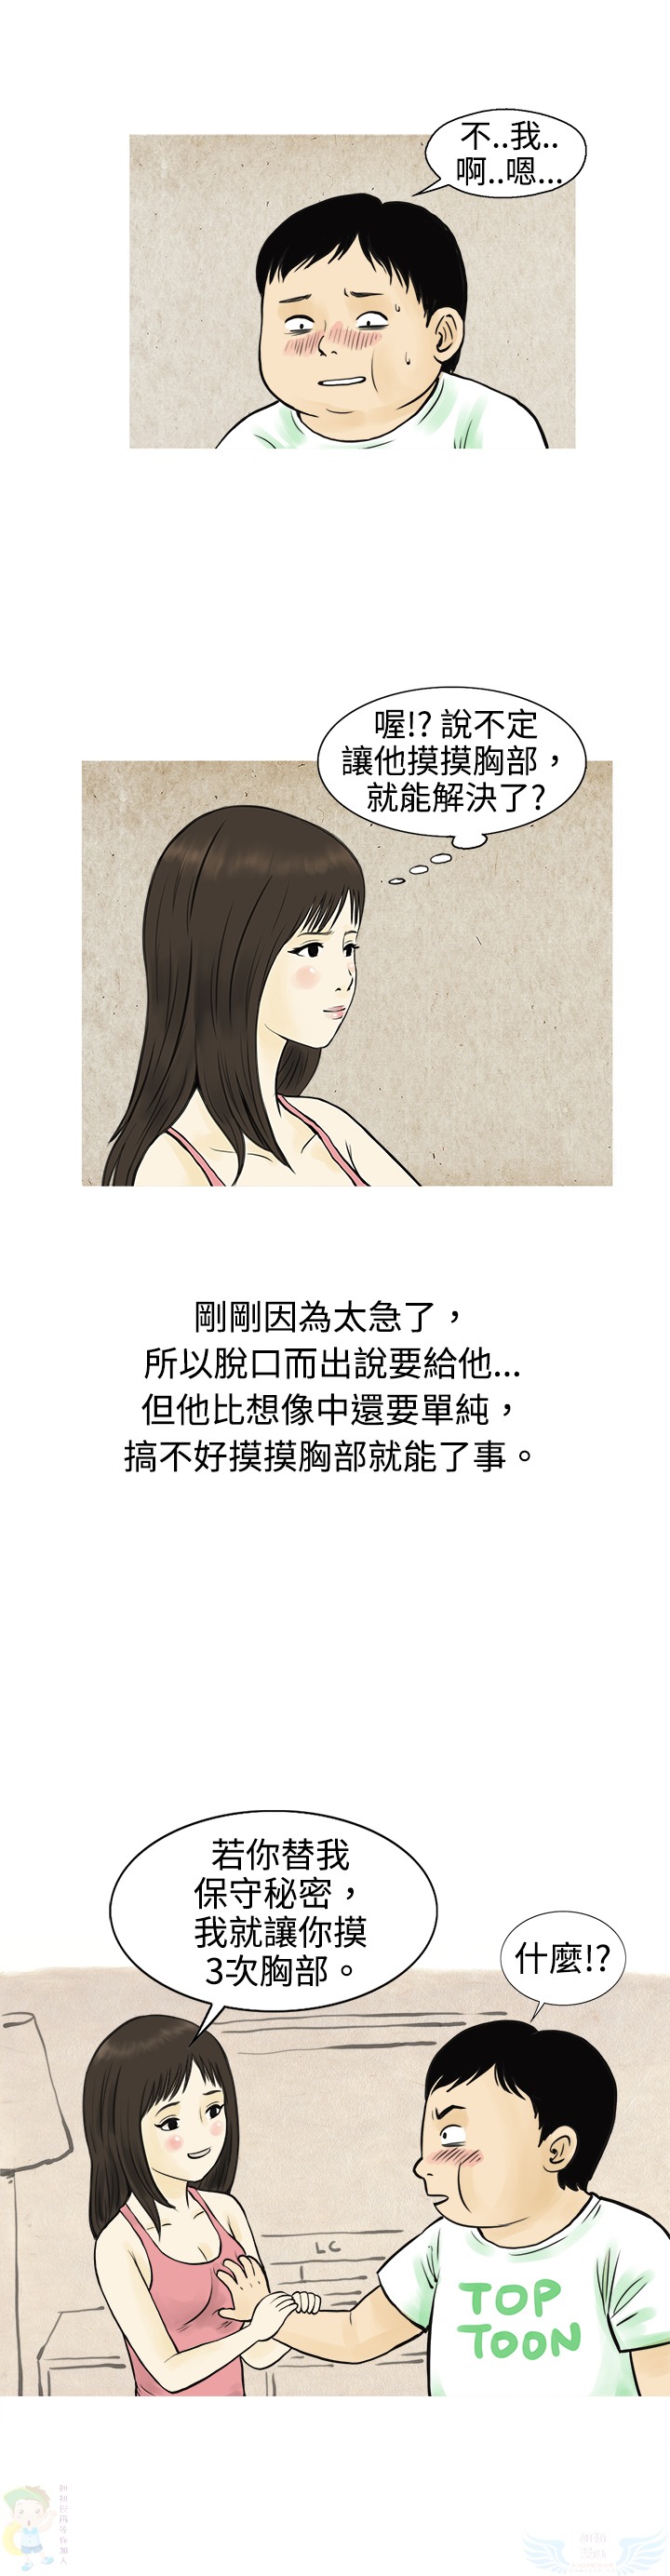 不..我..
啊..嗯...
喔!? 說不定
讓他摸摸胸部，
就能解決了?
剛剛因為太急了，
所以脫口而出說要給他...
但他比想像中還要單純，
搞不好摸摸胸部就能了事。
若你替我
保守秘密，
我就讓你摸
3次胸部。
什麼!?
LC
TOP
TOON